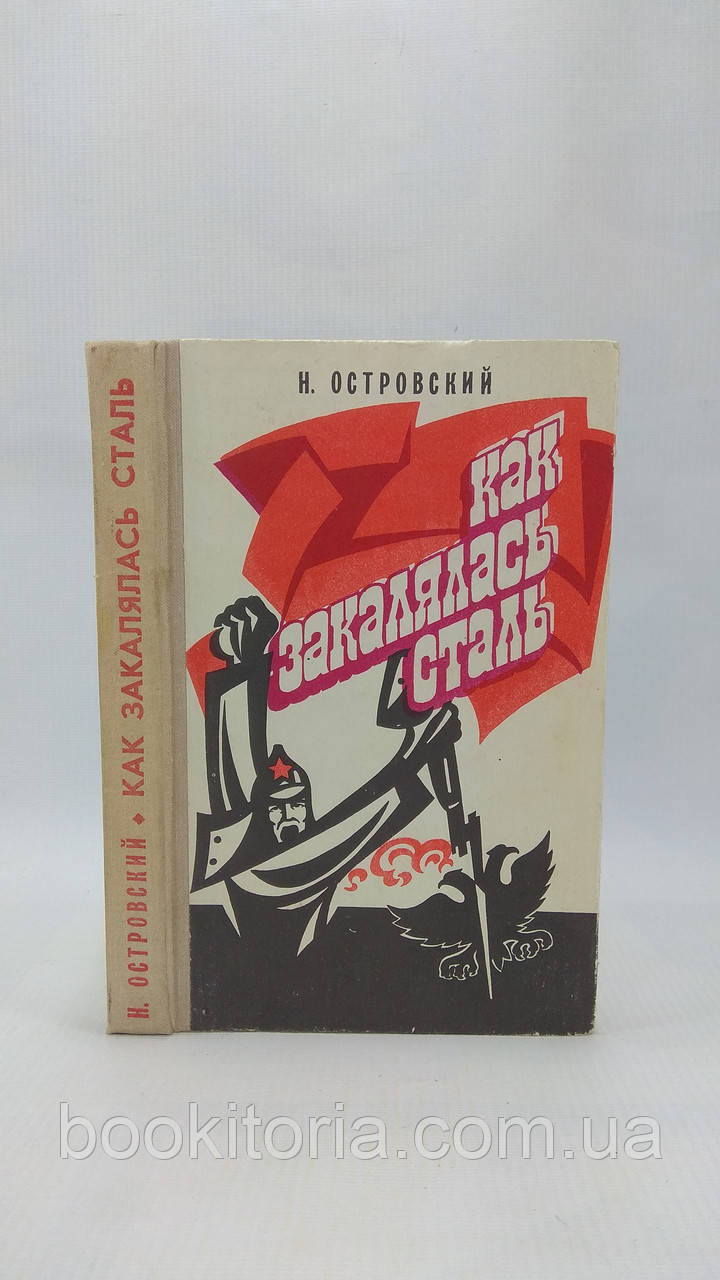 Н. ОСТРОВСКИЙ
как
закалялась
сталь
Н. ОСТРОВСКИЙ ◆ КАК ЗАКАЛЯЛАСЬ СТАЛЬ
bookitoria.com.ua